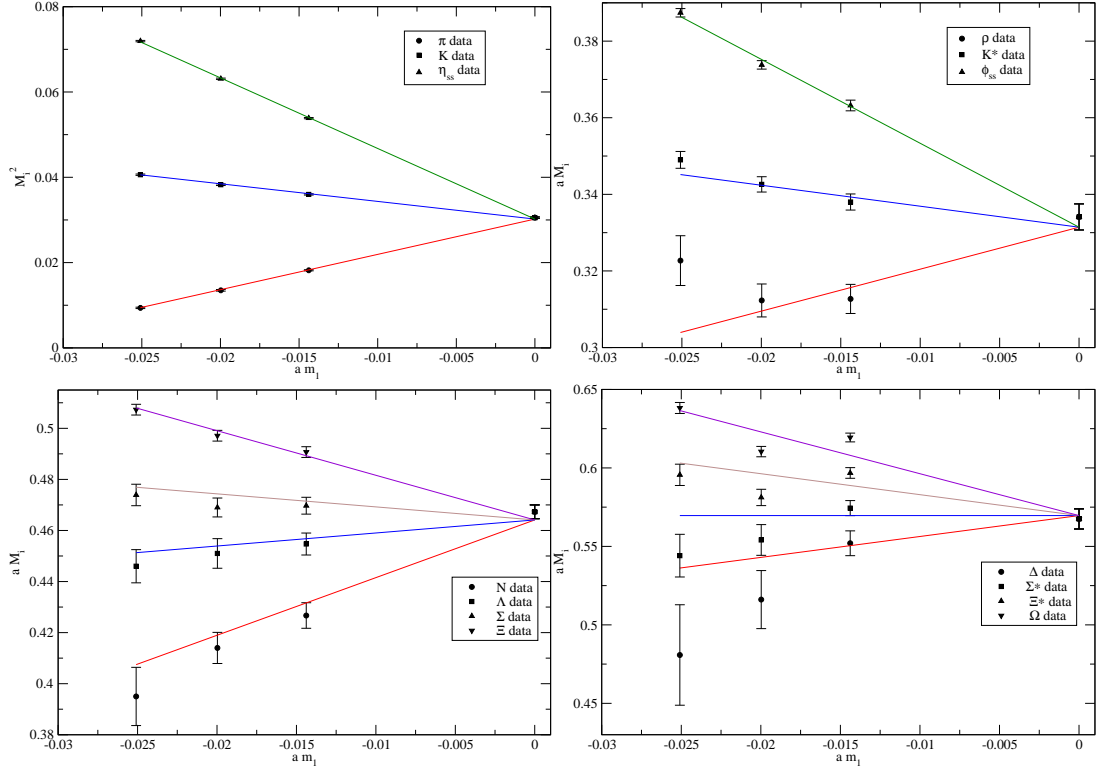 0.08
0.06
0.04
0.02
0
M_i^2
π data
K data
η_ss data
-0.03 -0.025 -0.02 -0.015 -0.01 -0.005 0
a m_l
0.38
0.36
0.34
0.32
0.3
a M_i
ρ data
K* data
ϕ_ss data
-0.03 -0.025 -0.02 -0.015 -0.01 -0.005 0
a m_l
0.5
0.48
0.46
0.44
0.42
0.4
0.38
a M_i
N data
Λ data
Σ data
Ξ data
-0.03 -0.025 -0.02 -0.015 -0.01 -0.005 0
a m_l
0.65
0.6
0.55
0.5
0.45
a M_i
Δ data
Σ* data
Ξ* data
Ω data
-0.03 -0.025 -0.02 -0.015 -0.01 -0.005 0
a m_l